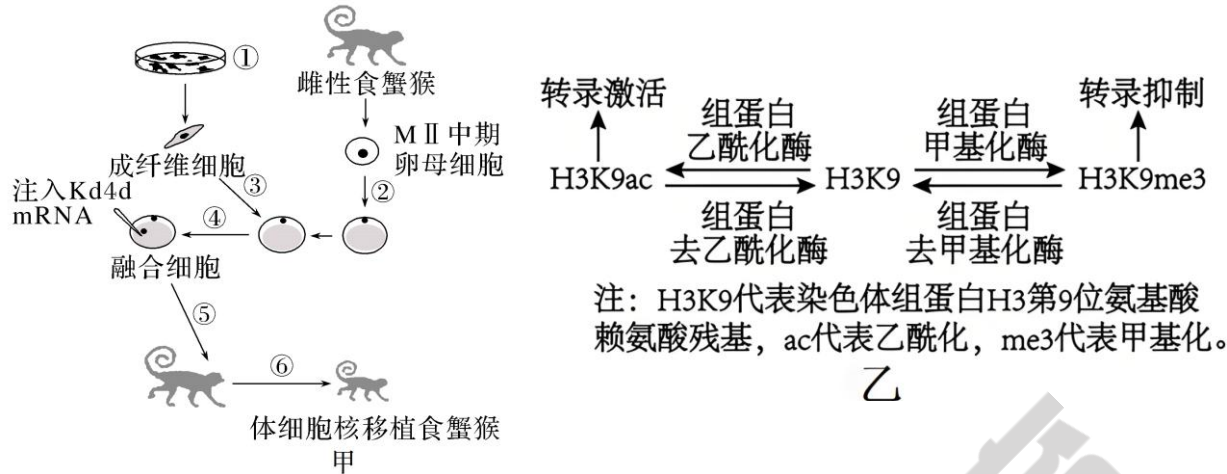 ①
雌性食蟹猴
成纤维细胞
MⅡ中期
卵母细胞
②
③
注入Kd4d
mRNA
④
融合细胞
⑤
⑥
体细胞核移植食蟹猴
甲
转录激活
转录抑制
组蛋白
乙酰化酶
组蛋白
甲基化酶
H3K9ac
H3K9
H3K9me3
组蛋白
去乙酰化酶
组蛋白
去甲基化酶
注：H3K9代表染色体组蛋白H3第9位氨基酸
赖氨酸残基，ac代表乙酰化，me3代表甲基化。
乙